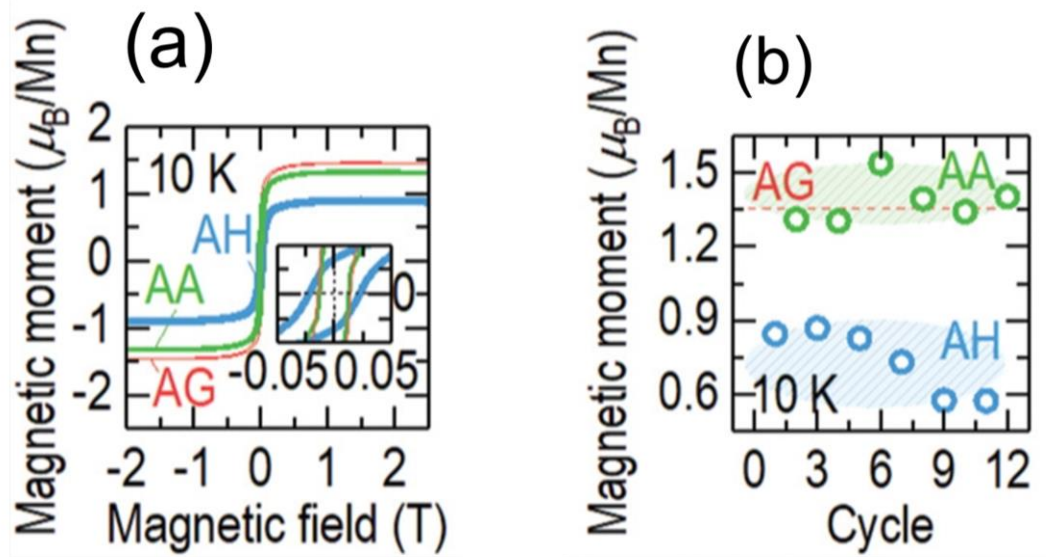 (a)
Magnetic moment (μB/Mn)
2
1
0
-1
-2
10 K
AH
AA
AG
0
-0.05 0.05
-2 -1 0 1 2
Magnetic field (T)
(b)
Magnetic moment (μB/Mn)
1.5
1.2
0.9
0.6
AG
AA
AH
10 K
0 3 6 9 12
Cycle